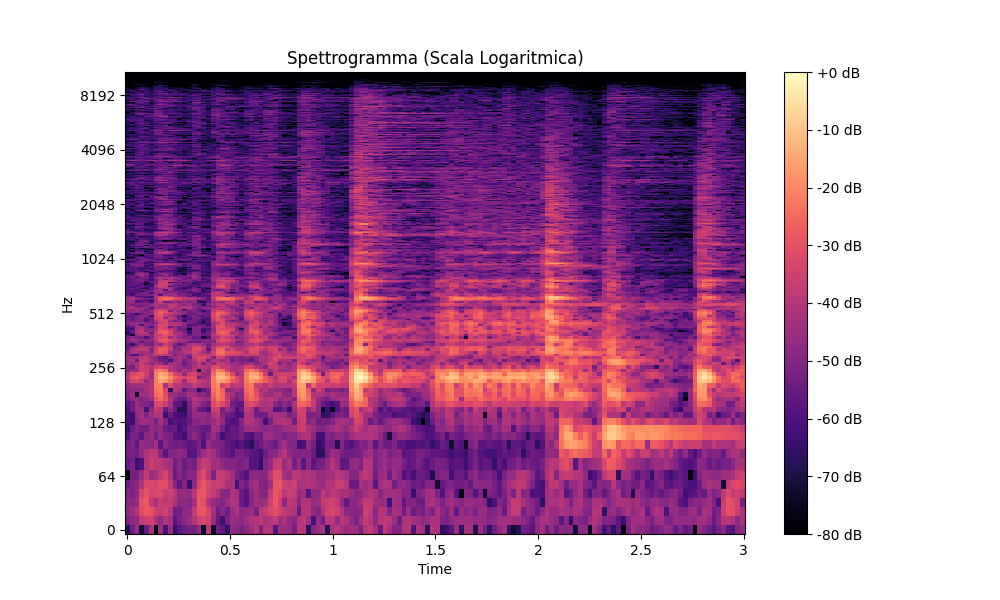 Spettrogramma (Scala Logaritmica)
Hz
8192
4096
2048
1024
512
256
128
64
0
0
0.5
1
1.5
2
2.5
3
Time
+0 dB
-10 dB
-20 dB
-30 dB
-40 dB
-50 dB
-60 dB
-70 dB
-80 dB